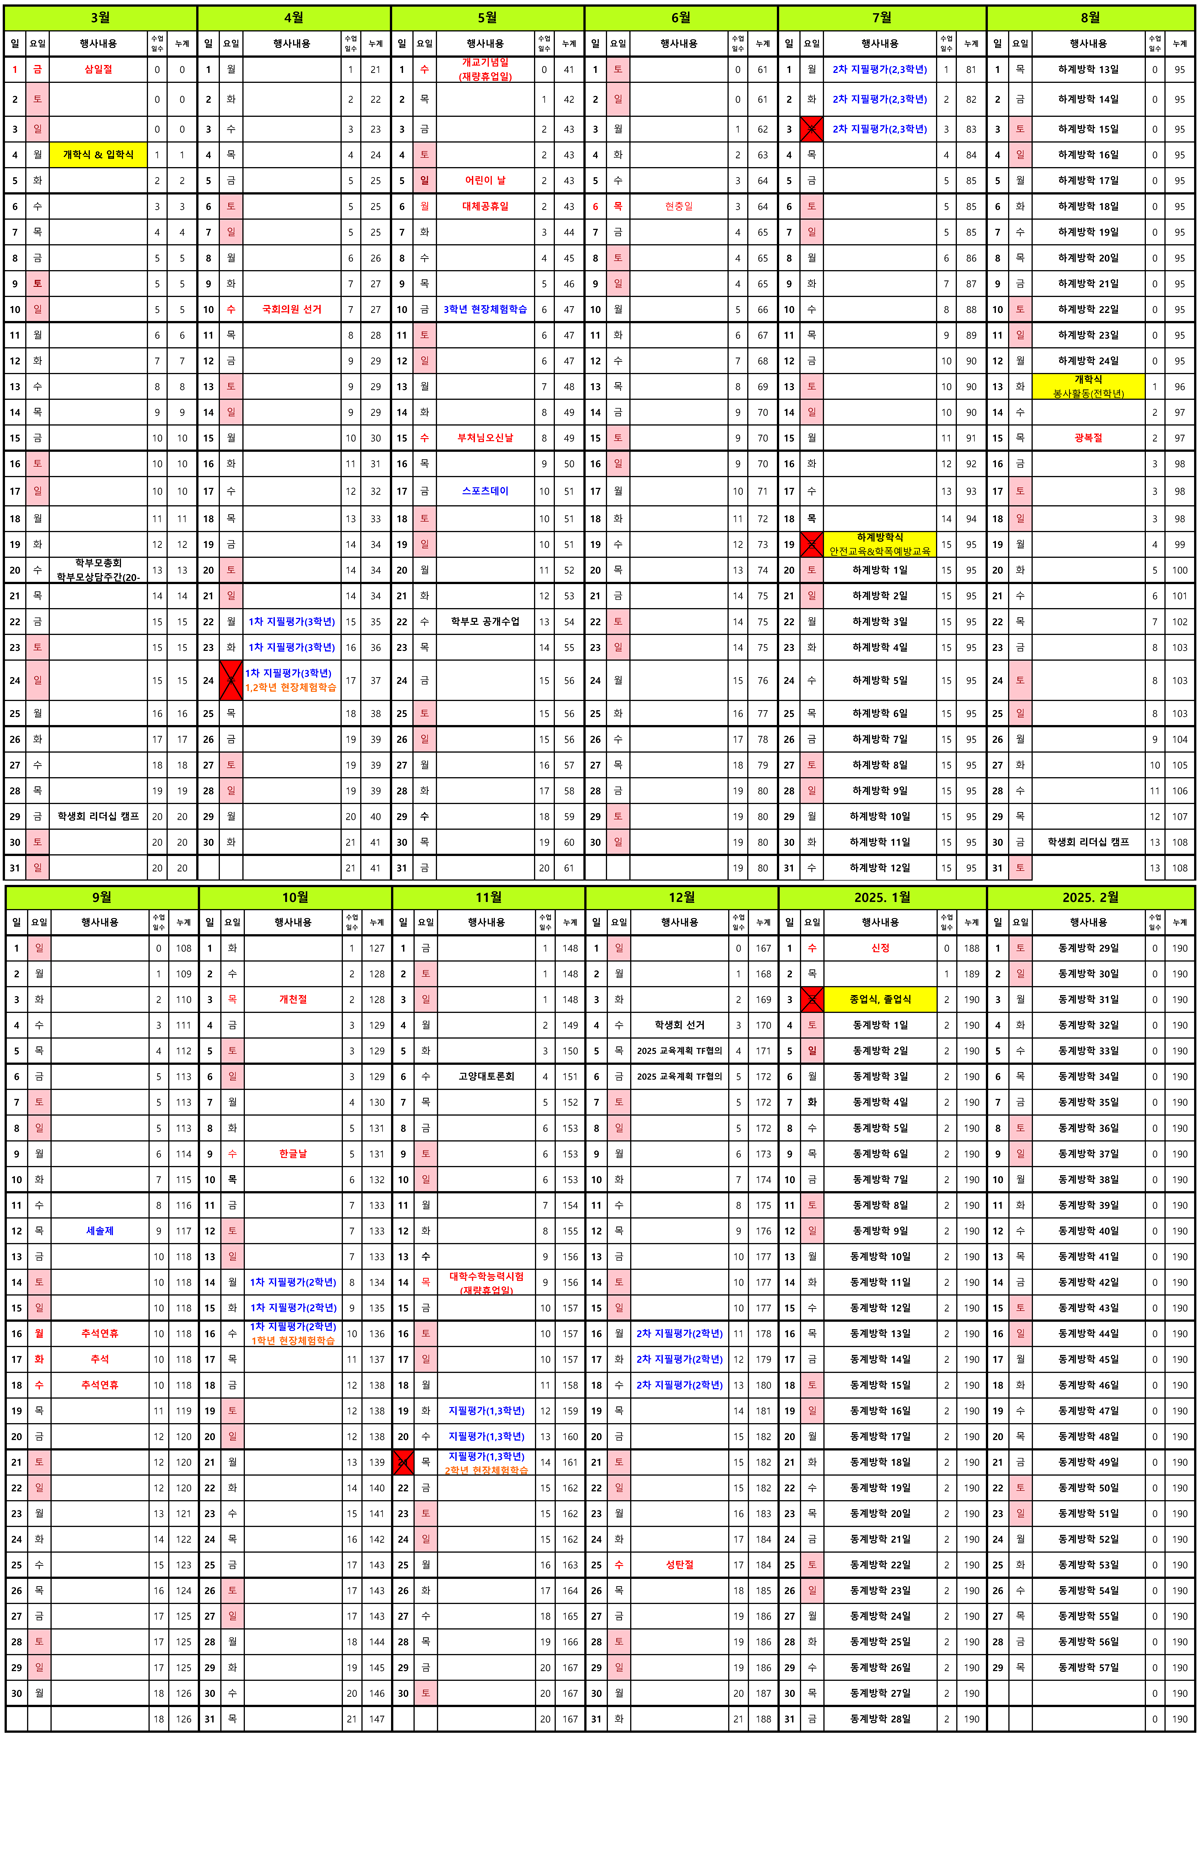 3월 4월 5월 6월 7월 8월
일 요일 행사내용 수업일수 누계 일 요일 행사내용 수업일수 누계 일 요일 행사내용 수업일수 누계 일 요일 행사내용 수업일수 누계 일 요일 행사내용 수업일수 누계 일 요일 행사내용 수업일수 누계
1 금 삼일절 0 0 1 월 1 21 1 수 개교기념일 (재량휴업일) 0 41 1 토 0 61 1 월 2차 지필평가(2,3학년) 1 81 1 목 하계방학 13일 0 95
2 토 0 0 2 화 2 22 2 목 1 42 2 일 0 61 2 화 2차 지필평가(2,3학년) 2 82 2 금 하계방학 14일 0 95
3 일 0 0 3 수 3 23 3 금 2 43 3 월 1 62 3 2차 지필평가(2,3학년) 3 83 3 토 하계방학 15일 0 95
4 월 개학식 & 입학식 1 1 4 목 4 24 4 토 2 43 4 화 2 63 4 목 4 84 4 일 하계방학 16일 0 95
5 화 2 2 5 금 5 25 5 일 어린이 날 2 43 5 수 3 64 5 금 5 85 5 월 하계방학 17일 0 95
6 수 3 3 6 토 5 25 6 월 대체공휴일 2 43 6 목 현중일 3 64 6 토 5 85 6 화 하계방학 18일 0 95
7 목 4 4 7 일 5 25 7 화 3 44 7 금 4 65 7 일 5 85 7 수 하계방학 19일 0 95
8 금 5 5 8 월 6 26 8 수 4 45 8 토 4 65 8 월 6 86 8 목 하계방학 20일 0 95
9 토 5 5 9 화 7 27 9 목 5 46 9 일 4 65 9 화 7 87 9 금 하계방학 21일 0 95
10 일 5 5 10 수 국회의원 선거 7 27 10 금 3학년 현장체험학습 6 47 10 월 5 66 10 수 8 88 10 토 하계방학 22일 0 95
11 월 6 6 11 목 8 28 11 토 6 47 11 화 6 67 11 목 9 89 11 일 하계방학 23일 0 95
12 화 7 7 12 금 9 29 12 일 6 47 12 수 7 68 12 금 10 90 12 월 하계방학 24일 0 95
13 수 8 8 13 토 9 29 13 월 7 48 13 목 8 69 13 토 10 90 13 화 개학식 봉사활동(전학년) 1 96
14 목 9 9 14 일 9 29 14 화 8 49 14 금 9 70 14 일 10 90 14 수 2 97
15 금 10 10 15 월 10 30 15 수 부처님오신날 8 49 15 토 9 70 15 월 11 91 15 목 광복절 2 97
16 토 10 10 16 화 11 31 16 목 9 50 16 일 9 70 16 화 12 92 16 금 3 98
17 일 10 10 17 수 12 32 17 금 스포츠데이 10 51 17 월 10 71 17 수 13 93 17 토 3 98
18 월 11 11 18 목 13 33 18 토 10 51 18 화 11 72 18 목 14 94 18 일 3 98
19 화 12 12 19 금 14 34 19 일 10 51 19 수 12 73 19 하계방학식 안전교육&학폭예방교육 15 95 19 월 4 99
20 수 학부모총회 학부모상담주간(20- 13 13 20 토 14 34 20 월 11 52 20 목 13 74 20 토 하계방학 1일 15 95 20 화 5 100
21 목 14 14 21 일 14 34 21 화 12 53 21 금 14 75 21 일 하계방학 2일 15 95 21 수 6 101
22 금 15 15 22 월 1차 지필평가(3학년) 15 35 22 수 학부모 공개수업 13 54 22 토 14 75 22 월 하계방학 3일 15 95 22 목 7 102
23 토 15 15 23 화 1차 지필평가(3학년) 16 36 23 목 14 55 23 일 14 75 23 화 하계방학 4일 15 95 23 금 8 103
24 일 15 15 24 1차 지필평가(3학년) 1,2학년 현장체험학습 17 37 24 금 15 56 24 월 15 76 24 수 하계방학 5일 15 95 24 토 8 103
25 월 16 16 25 목 18 38 25 토 15 56 25 화 16 77 25 목 하계방학 6일 15 95 25 일 8 103
26 화 17 17 26 금 19 39 26 일 15 56 26 수 17 78 26 금 하계방학 7일 15 95 26 월 9 104
27 수 18 18 27 토 19 39 27 월 16 57 27 목 18 79 27 토 하계방학 8일 15 95 27 화 10 105
28 목 19 19 28 일 19 39 28 화 17 58 28 금 19 80 28 일 하계방학 9일 15 95 28 수 11 106
29 금 학생회 리더십 캠프 20 20 29 월 20 40 29 수 18 59 29 토 19 80 29 월 하계방학 10일 15 95 29 목 12 107
30 토 20 20 30 화 21 41 30 목 19 60 30 일 19 80 30 화 하계방학 11일 15 95 30 금 학생회 리더십 캠프 13 108
31 일 20 20 21 41 31 금 20 61 19 80 31 수 하계방학 12일 15 95 31 토 13 108
9월 10월 11월 12월 2025. 1월 2025. 2월
일 요일 행사내용 수업일수 누계 일 요일 행사내용 수업일수 누계 일 요일 행사내용 수업일수 누계 일 요일 행사내용 수업일수 누계 일 요일 행사내용 수업일수 누계 일 요일 행사내용 수업일수 누계
1 일 0 108 1 화 1 127 1 금 1 148 1 일 0 167 1 수 신정 0 188 1 토 동계방학 29일 0 190
2 월 1 109 2 수 2 128 2 토 1 148 2 월 1 168 2 목 1 189 2 일 동계방학 30일 0 190
3 화 2 110 3 목 개천절 2 128 3 일 1 148 3 화 2 169 3 종업식, 졸업식 2 190 3 월 동계방학 31일 0 190
4 수 3 111 4 금 3 129 4 월 2 149 4 수 학생회 선거 3 170 4 토 동계방학 1일 2 190 4 화 동계방학 32일 0 190
5 목 4 112 5 토 3 129 5 화 3 150 5 목 2025 교육계획 TF협의 4 171 5 일 동계방학 2일 2 190 5 수 동계방학 33일 0 190
6 금 5 113 6 일 3 129 6 수 고양대토론회 4 151 6 금 2025 교육계획 TF협의 5 172 6 월 동계방학 3일 2 190 6 목 동계방학 34일 0 190
7 토 5 113 7 월 4 130 7 목 5 152 7 토 5 172 7 화 동계방학 4일 2 190 7 금 동계방학 35일 0 190
8 일 5 113 8 화 5 131 8 금 6 153 8 일 5 172 8 수 동계방학 5일 2 190 8 토 동계방학 36일 0 190
9 월 6 114 9 수 한글날 5 131 9 토 6 153 9 월 6 173 9 목 동계방학 6일 2 190 9 일 동계방학 37일 0 190
10 화 7 115 10 목 6 132 10 일 6 153 10 화 7 174 10 금 동계방학 7일 2 190 10 월 동계방학 38일 0 190
11 수 8 116 11 금 7 133 11 월 7 154 11 수 8 175 11 토 동계방학 8일 2 190 11 화 동계방학 39일 0 190
12 목 세솔제 9 117 12 토 7 133 12 화 8 155 12 목 9 176 12 일 동계방학 9일 2 190 12 수 동계방학 40일 0 190
13 금 10 118 13 일 7 133 13 수 9 156 13 금 10 177 13 월 동계방학 10일 2 190 13 목 동계방학 41일 0 190
14 토 10 118 14 월 1차 지필평가(2학년) 8 134 14 목 대학수학능력시험 (재량휴업일) 9 156 14 토 10 177 14 화 동계방학 11일 2 190 14 금 동계방학 42일 0 190
15 일 10 118 15 화 1차 지필평가(2학년) 9 135 15 금 10 157 15 일 10 177 15 수 동계방학 12일 2 190 15 토 동계방학 43일 0 190
16 월 추석연휴 10 118 16 수 1차 지필평가(2학년) 1학년 현장체험학습 10 136 16 토 10 157 16 월 2차 지필평가(2학년) 11 178 16 목 동계방학 13일 2 190 16 일 동계방학 44일 0 190
17 화 추석 10 118 17 목 11 137 17 일 10 157 17 화 2차 지필평가(2학년) 12 179 17 금 동계방학 14일 2 190 17 월 동계방학 45일 0 190
18 수 추석연휴 10 118 18 금 12 138 18 월 11 158 18 수 2차 지필평가(2학년) 13 180 18 토 동계방학 15일 2 190 18 화 동계방학 46일 0 190
19 목 11 119 19 토 12 138 19 화 지필평가(1,3학년) 12 159 19 목 14 181 19 일 동계방학 16일 2 190 19 수 동계방학 47일 0 190
20 금 12 120 20 일 12 138 20 수 지필평가(1,3학년) 13 160 20 금 15 182 20 월 동계방학 17일 2 190 20 목 동계방학 48일 0 190
21 토 12 120 21 월 13 139 목 지필평가(1,3학년) 2학년 현장체험학습 14 161 21 토 15 182 21 화 동계방학 18일 2 190 21 금 동계방학 49일 0 190
22 일 12 120 22 화 14 140 22 금 15 162 22 일 15 182 22 수 동계방학 19일 2 190 22 토 동계방학 50일 0 190
23 월 13 121 23 수 15 141 23 토 15 162 23 월 16 183 23 목 동계방학 20일 2 190 23 일 동계방학 51일 0 190
24 화 14 122 24 목 16 142 24 일 15 162 24 화 17 184 24 금 동계방학 21일 2 190 24 월 동계방학 52일 0 190
25 수 15 123 25 금 17 143 25 월 16 163 25 수 성탄절 17 184 25 토 동계방학 22일 2 190 25 화 동계방학 53일 0 190
26 목 16 124 26 토 17 143 26 화 17 164 26 목 18 185 26 일 동계방학 23일 2 190 26 수 동계방학 54일 0 190
27 금 17 125 27 일 17 143 27 수 18 165 27 금 19 186 27 월 동계방학 24일 2 190 27 목 동계방학 55일 0 190
28 토 17 125 28 월 18 144 28 목 19 166 28 토 19 186 28 화 동계방학 25일 2 190 28 금 동계방학 56일 0 190
29 일 17 125 29 화 19 145 29 금 20 167 29 일 19 186 29 수 동계방학 26일 2 190 29 목 동계방학 57일 0 190
30 월 18 126 30 수 20 146 30 토 20 167 30 월 20 187 30 목 동계방학 27일 2 190 0 190
18 126 31 목 21 147 20 167 31 화 21 188 31 금 동계방학 28일 2 190 0 190